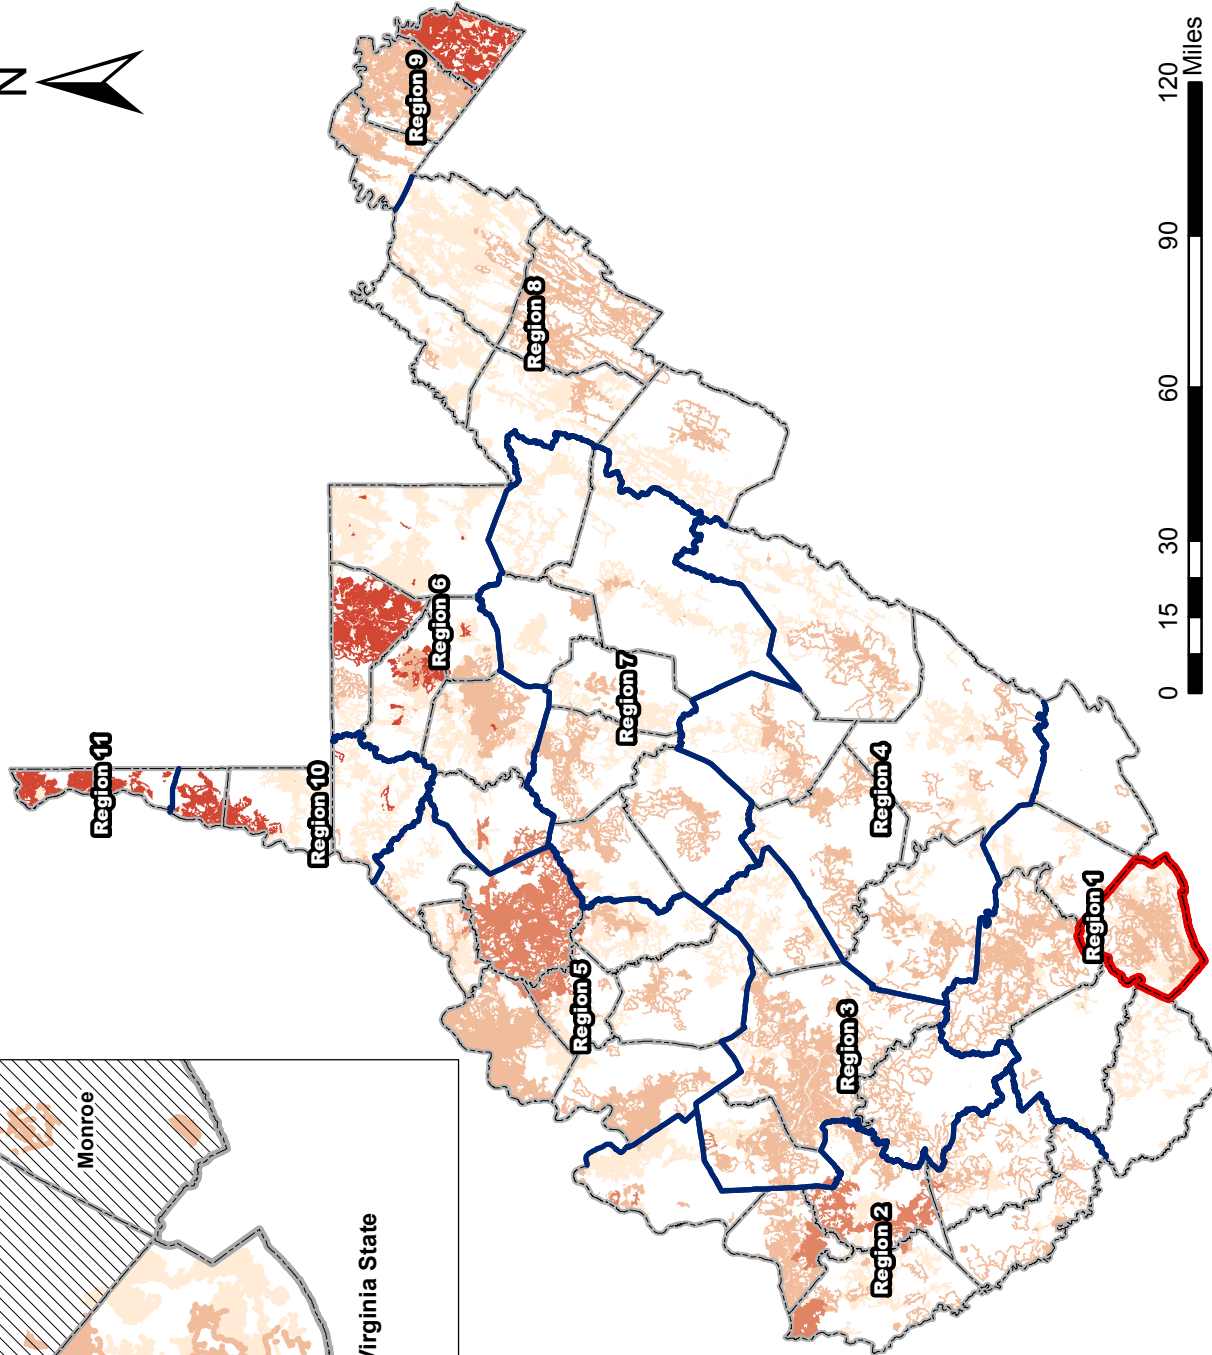 N
Region 9
Region 8
Region 11
Region 10
Region 6
Region 7
Region 5
Region 4
Region 3
Region 2
Region 1
Monroe
Virginia State
0 15 30 60 90 120
Miles